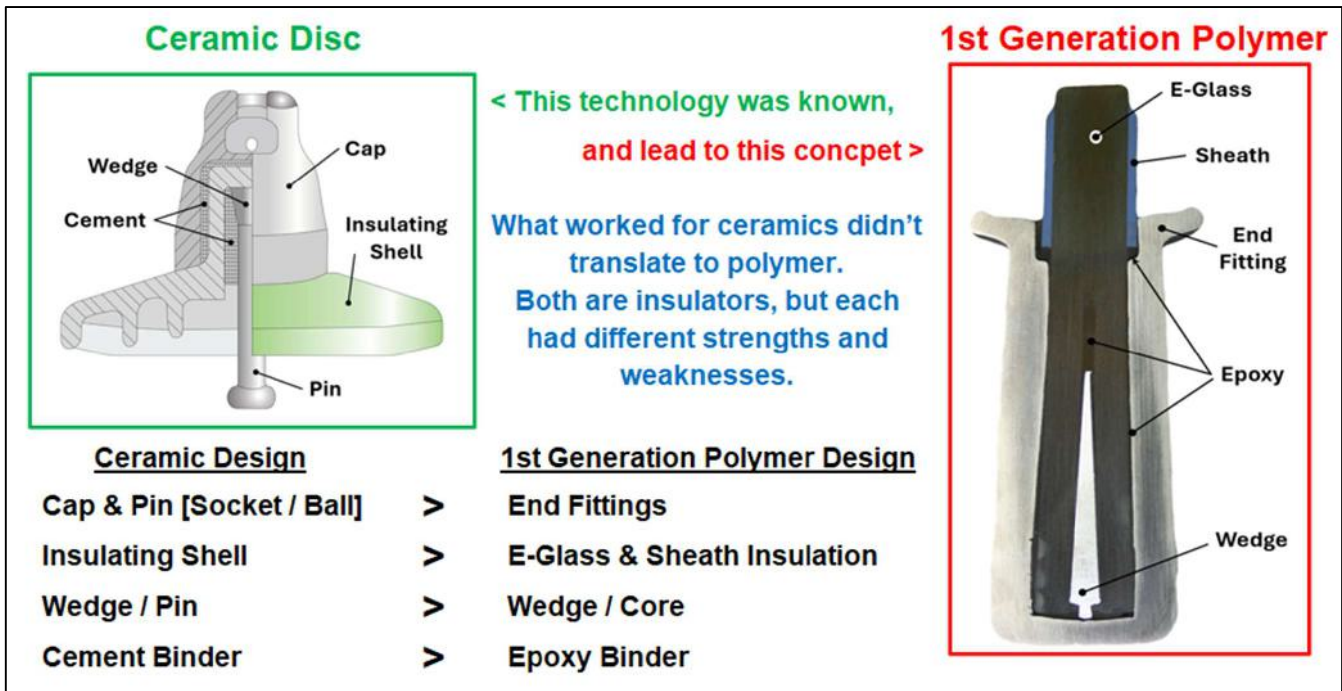 Ceramic Disc
Wedge
Cap
Cement
Insulating
Shell
Pin
< This technology was known,
and lead to this concpet >
What worked for ceramics didn't
translate to polymer.
Both are insulators, but each
had different strengths and
weaknesses.
1st Generation Polymer
E-Glass
Sheath
End
Fitting
Epoxy
Wedge
Ceramic Design 1st Generation Polymer Design
Cap & Pin [Socket / Ball] > End Fittings
Insulating Shell > E-Glass & Sheath Insulation
Wedge / Pin > Wedge / Core
Cement Binder > Epoxy Binder